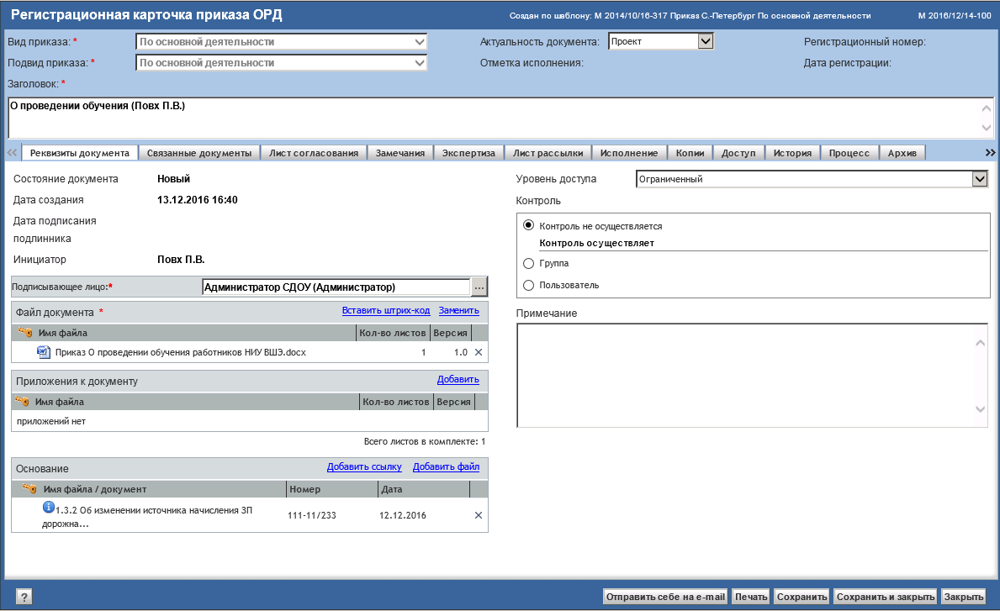 Регистрационная карточка приказа ОРД
Создан по шаблону: М 2014/10/16-317 Приказ С.-Петербург По основной деятельности
М 2016/12/14-100
Вид приказа: * По основной деятельности
Актуальность документа: Проект
Регистрационный номер:
Подвид приказа: * По основной деятельности
Отметка исполнения:
Дата регистрации:
Заголовок: *
О проведении обучения (Повх П.В.)
Реквизиты документа Связанные документы Лист согласования Замечания Экспертиза Лист рассылки Исполнение Копии Доступ История Процесс Архив
Состояние документа Новый
Дата создания 13.12.2016 16:40
Дата подписания
подлинника
Инициатор Повх П.В.
Подписывающее лицо:* Администратор СДОУ (Администратор) ...
Файл документа * Вставить штрих-код Заменить
Имя файла Кол-во листов Версия
Приказ О проведении обучения работников НИУ ВШЭ.docx 1 1.0
Приложения к документу Добавить
Имя файла Кол-во листов Версия
приложений нет
Всего листов в комплекте: 1
Основание Добавить ссылку Добавить файл
Имя файла / документ Номер Дата
1.3.2 Об изменении источника начисления ЗП
дорожна... 111-11/233 12.12.2016
Уровень доступа Ограниченный
Контроль
Контроль не осуществляется
Контроль осуществляет
Группа
Пользователь
Примечание
? Отправить себе на e-mail Печать Сохранить Сохранить и закрыть Закрыть